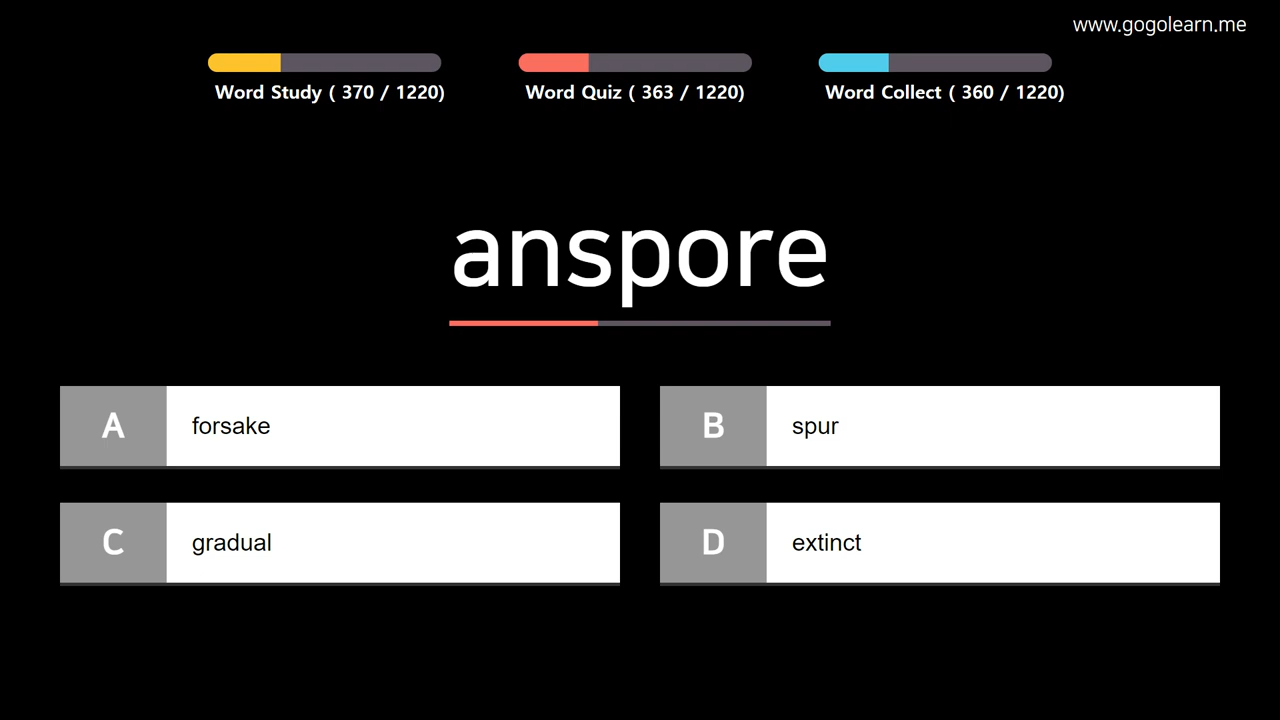 www.gogolearn.me
Word Study ( 370 / 1220)
Word Quiz ( 363 / 1220)
Word Collect ( 360 / 1220)
anspore
A forsake
B spur
C gradual
D extinct